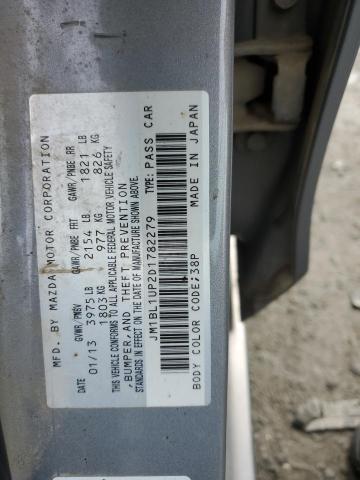 MFD. BY MAZDA MOTOR CORPORATION
DATE GVWR/PNBV GAWR/PNBE FRT GAWR/PNBE RR
01/13 3975 LB 2154 LB 1821 LB
1803 KG 977 KG 826 KG
THIS VEHICLE CONFORMS TO ALL APPLICABLE FEDERAL MOTOR VEHICLE SAFETY
, BUMPER, AND THEFT PREVENTION
STANDARDS IN EFFECT ON THE DATE OF MANUFACTURE SHOWN ABOVE.
JM1BL1UP2D1782279 TYPE: PASS CAR
BODY COLOR CODE;38P MADE IN JAPAN